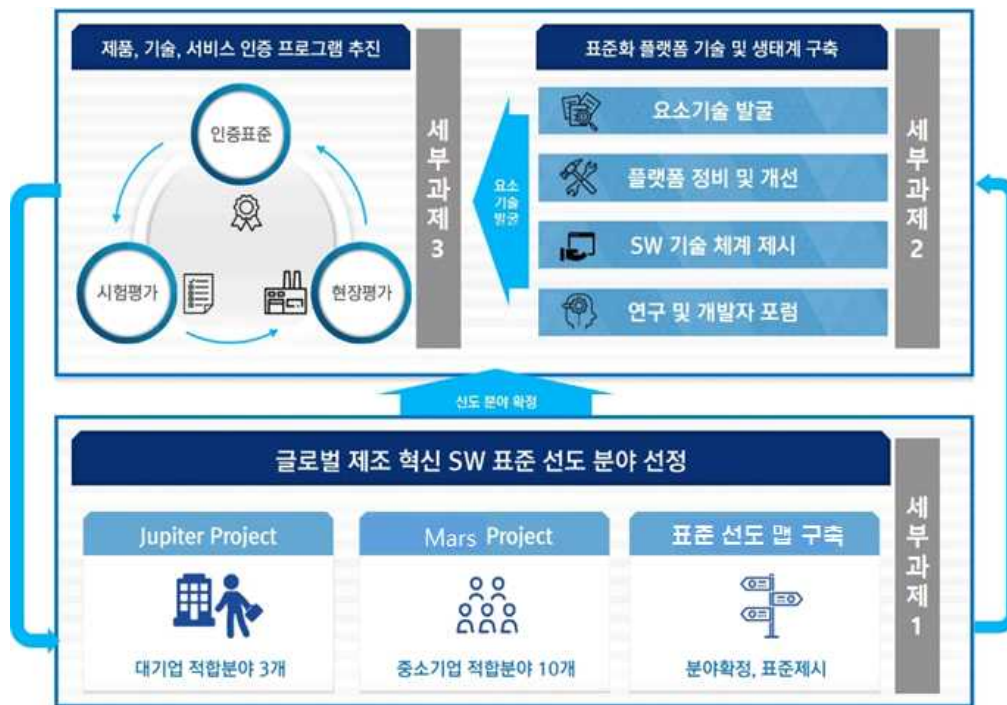 제품, 기술, 서비스 인증 프로그램 추진
인증표준
시험평가
현장평가
세부과제 3
요소
기술
발굴
표준화 플랫폼 기술 및 생태계 구축
요소기술 발굴
플랫폼 정비 및 개선
SW 기술 체계 제시
연구 및 개발자 포럼
세부과제 2
신도 분야 확정
글로벌 제조 혁신 SW 표준 선도 분야 선정
Jupiter Project
대기업 적합분야 3개
Mars Project
중소기업 적합분야 10개
표준 선도 맵 구축
분야확정, 표준제시
세부과제 1